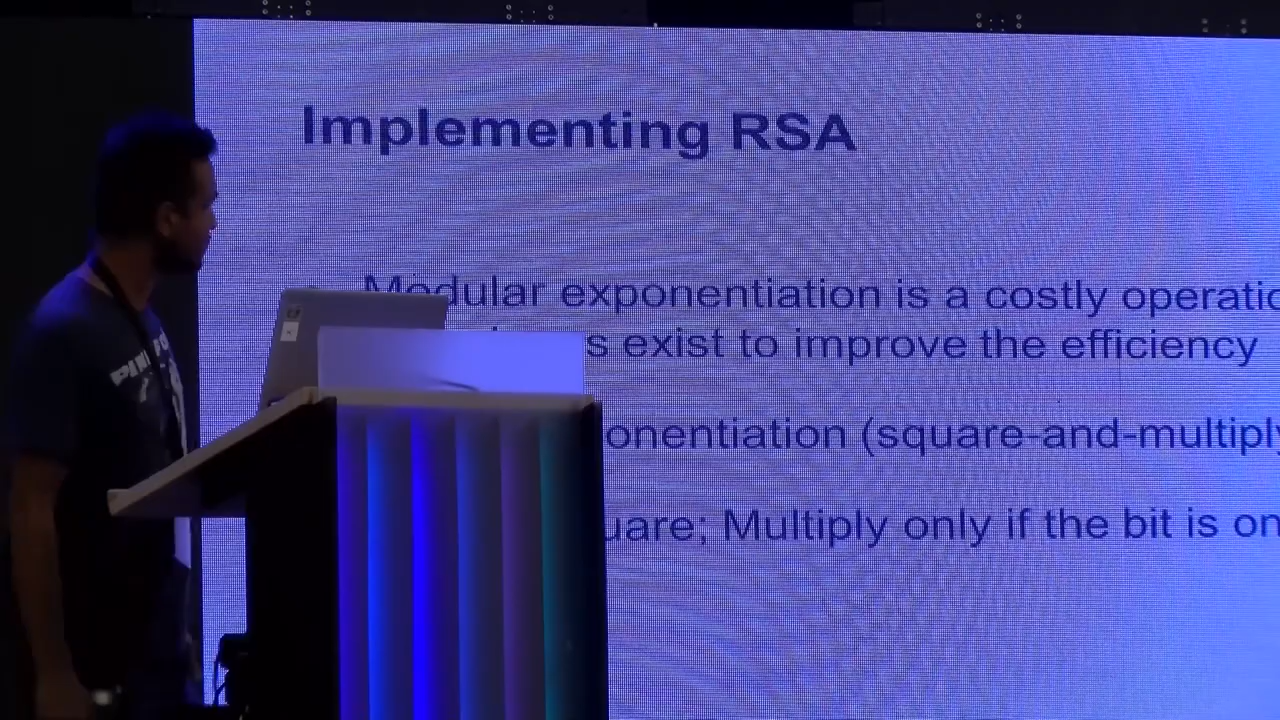 Implementing RSA
Modular exponentiation is a costly operatio
s exist to improve the efficiency
onentiation (square-and-multiply
uare; Multiply only if the bit is on